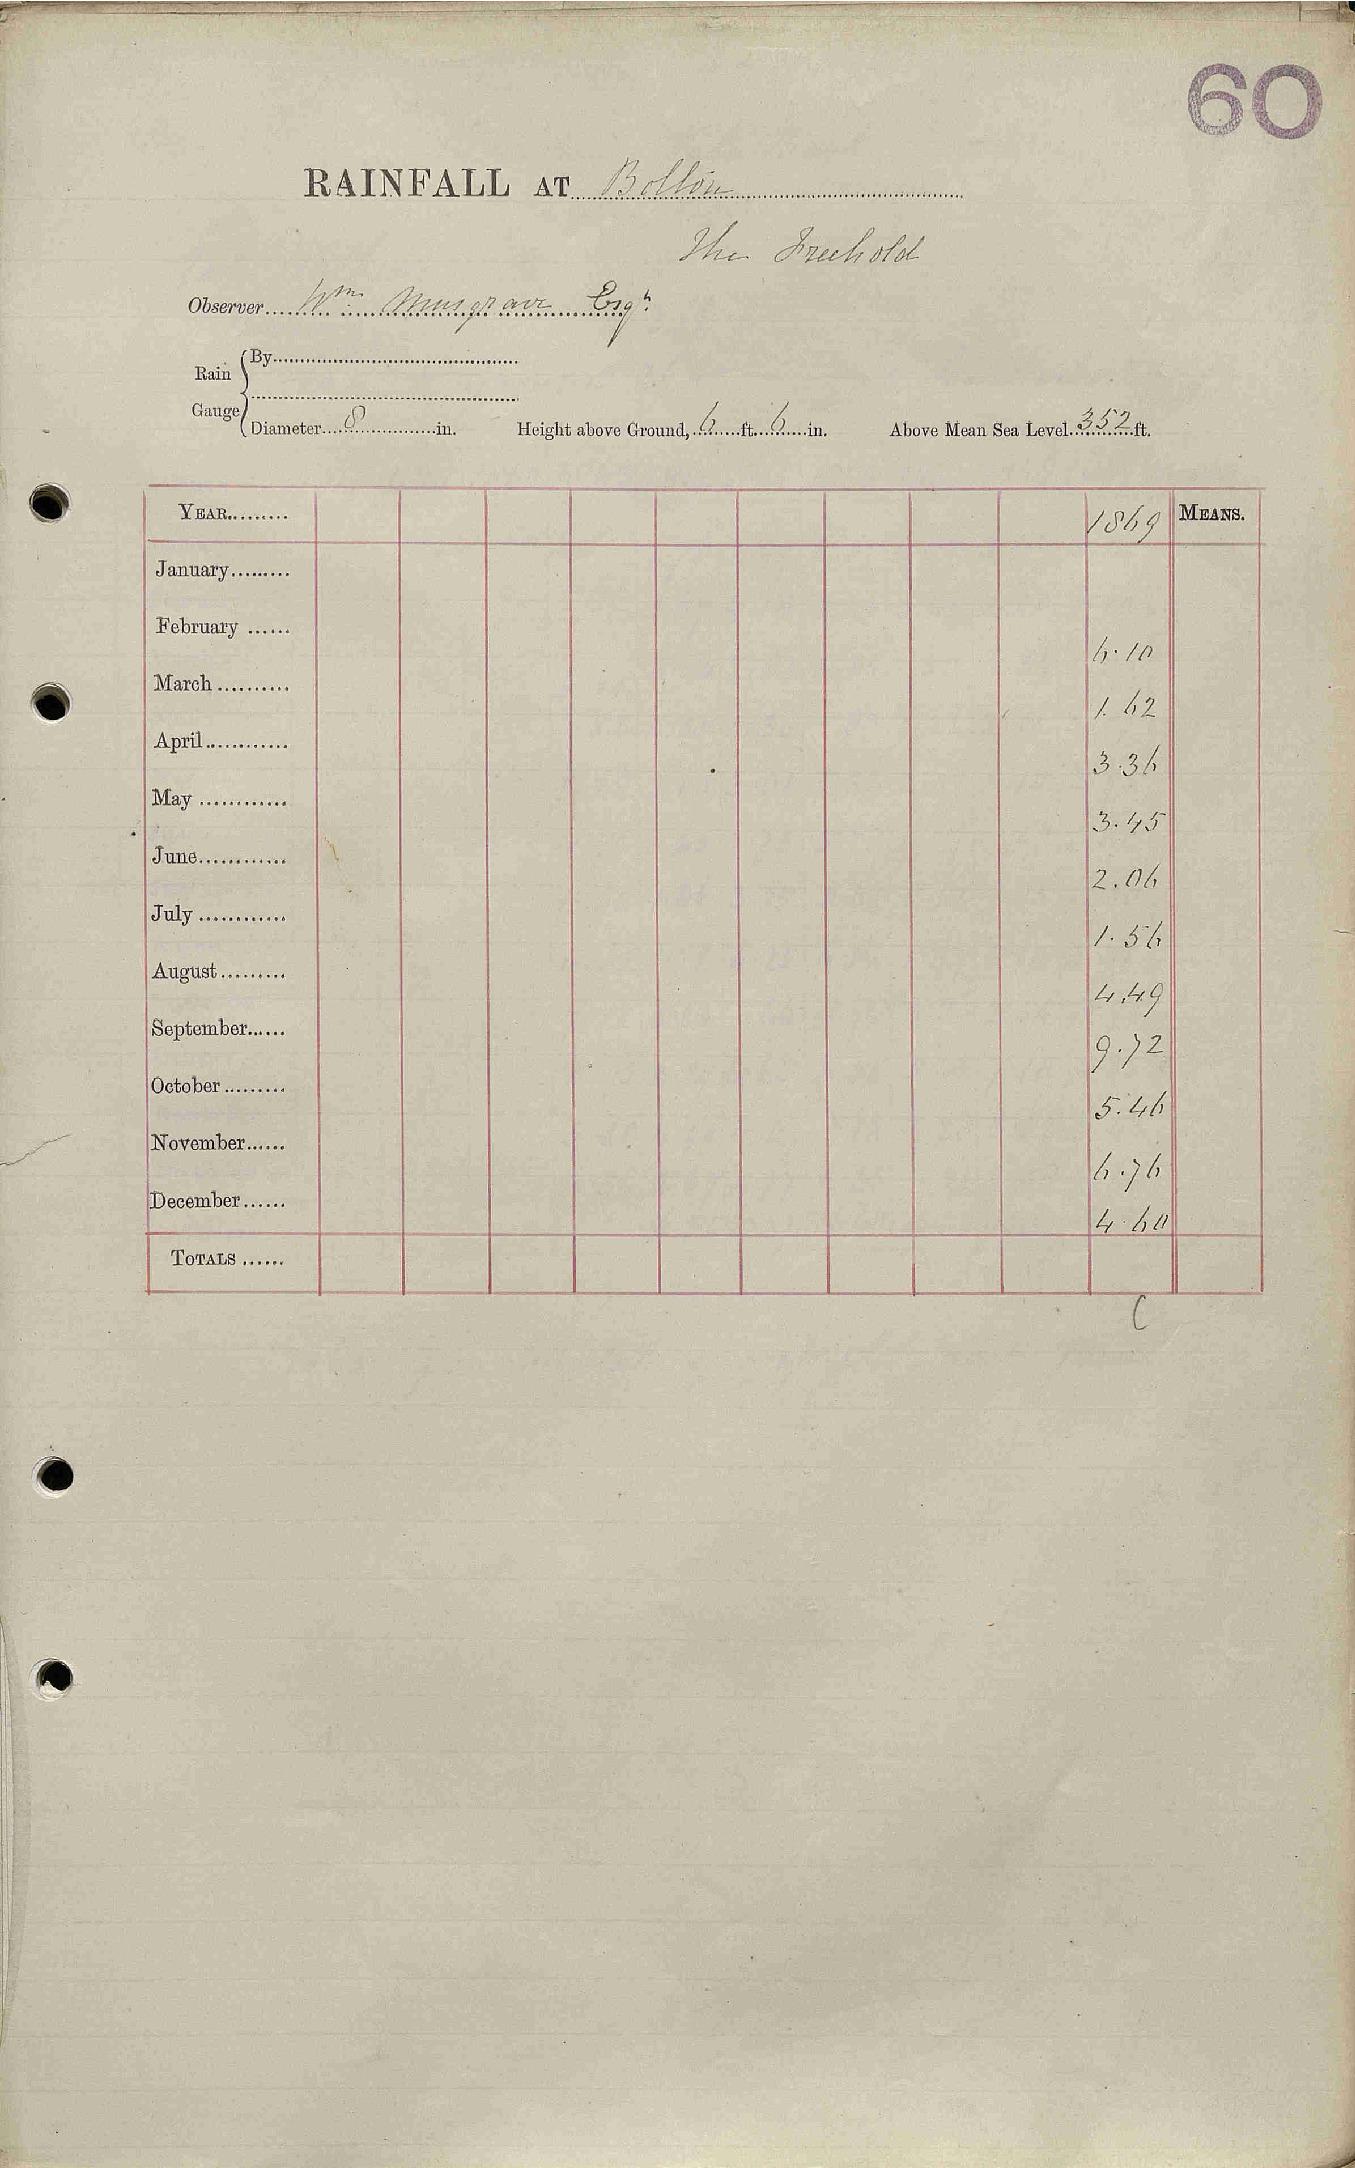 60
RAINFALL AT Bolton
The Freehold
Observer Wm Musgrave Esqr.
Rain Gauge
By
Diameter 8 in. Height above Ground, 6 ft. 6 in. Above Mean Sea Level 352 ft.
YEAR 1869 MEANS.
January
February 6.10
March 1.62
April 3.36
May 3.45
June 2.06
July 1.56
August 4.49
September 9.72
October 5.46
November 6.76
December 4.60
TOTALS
C